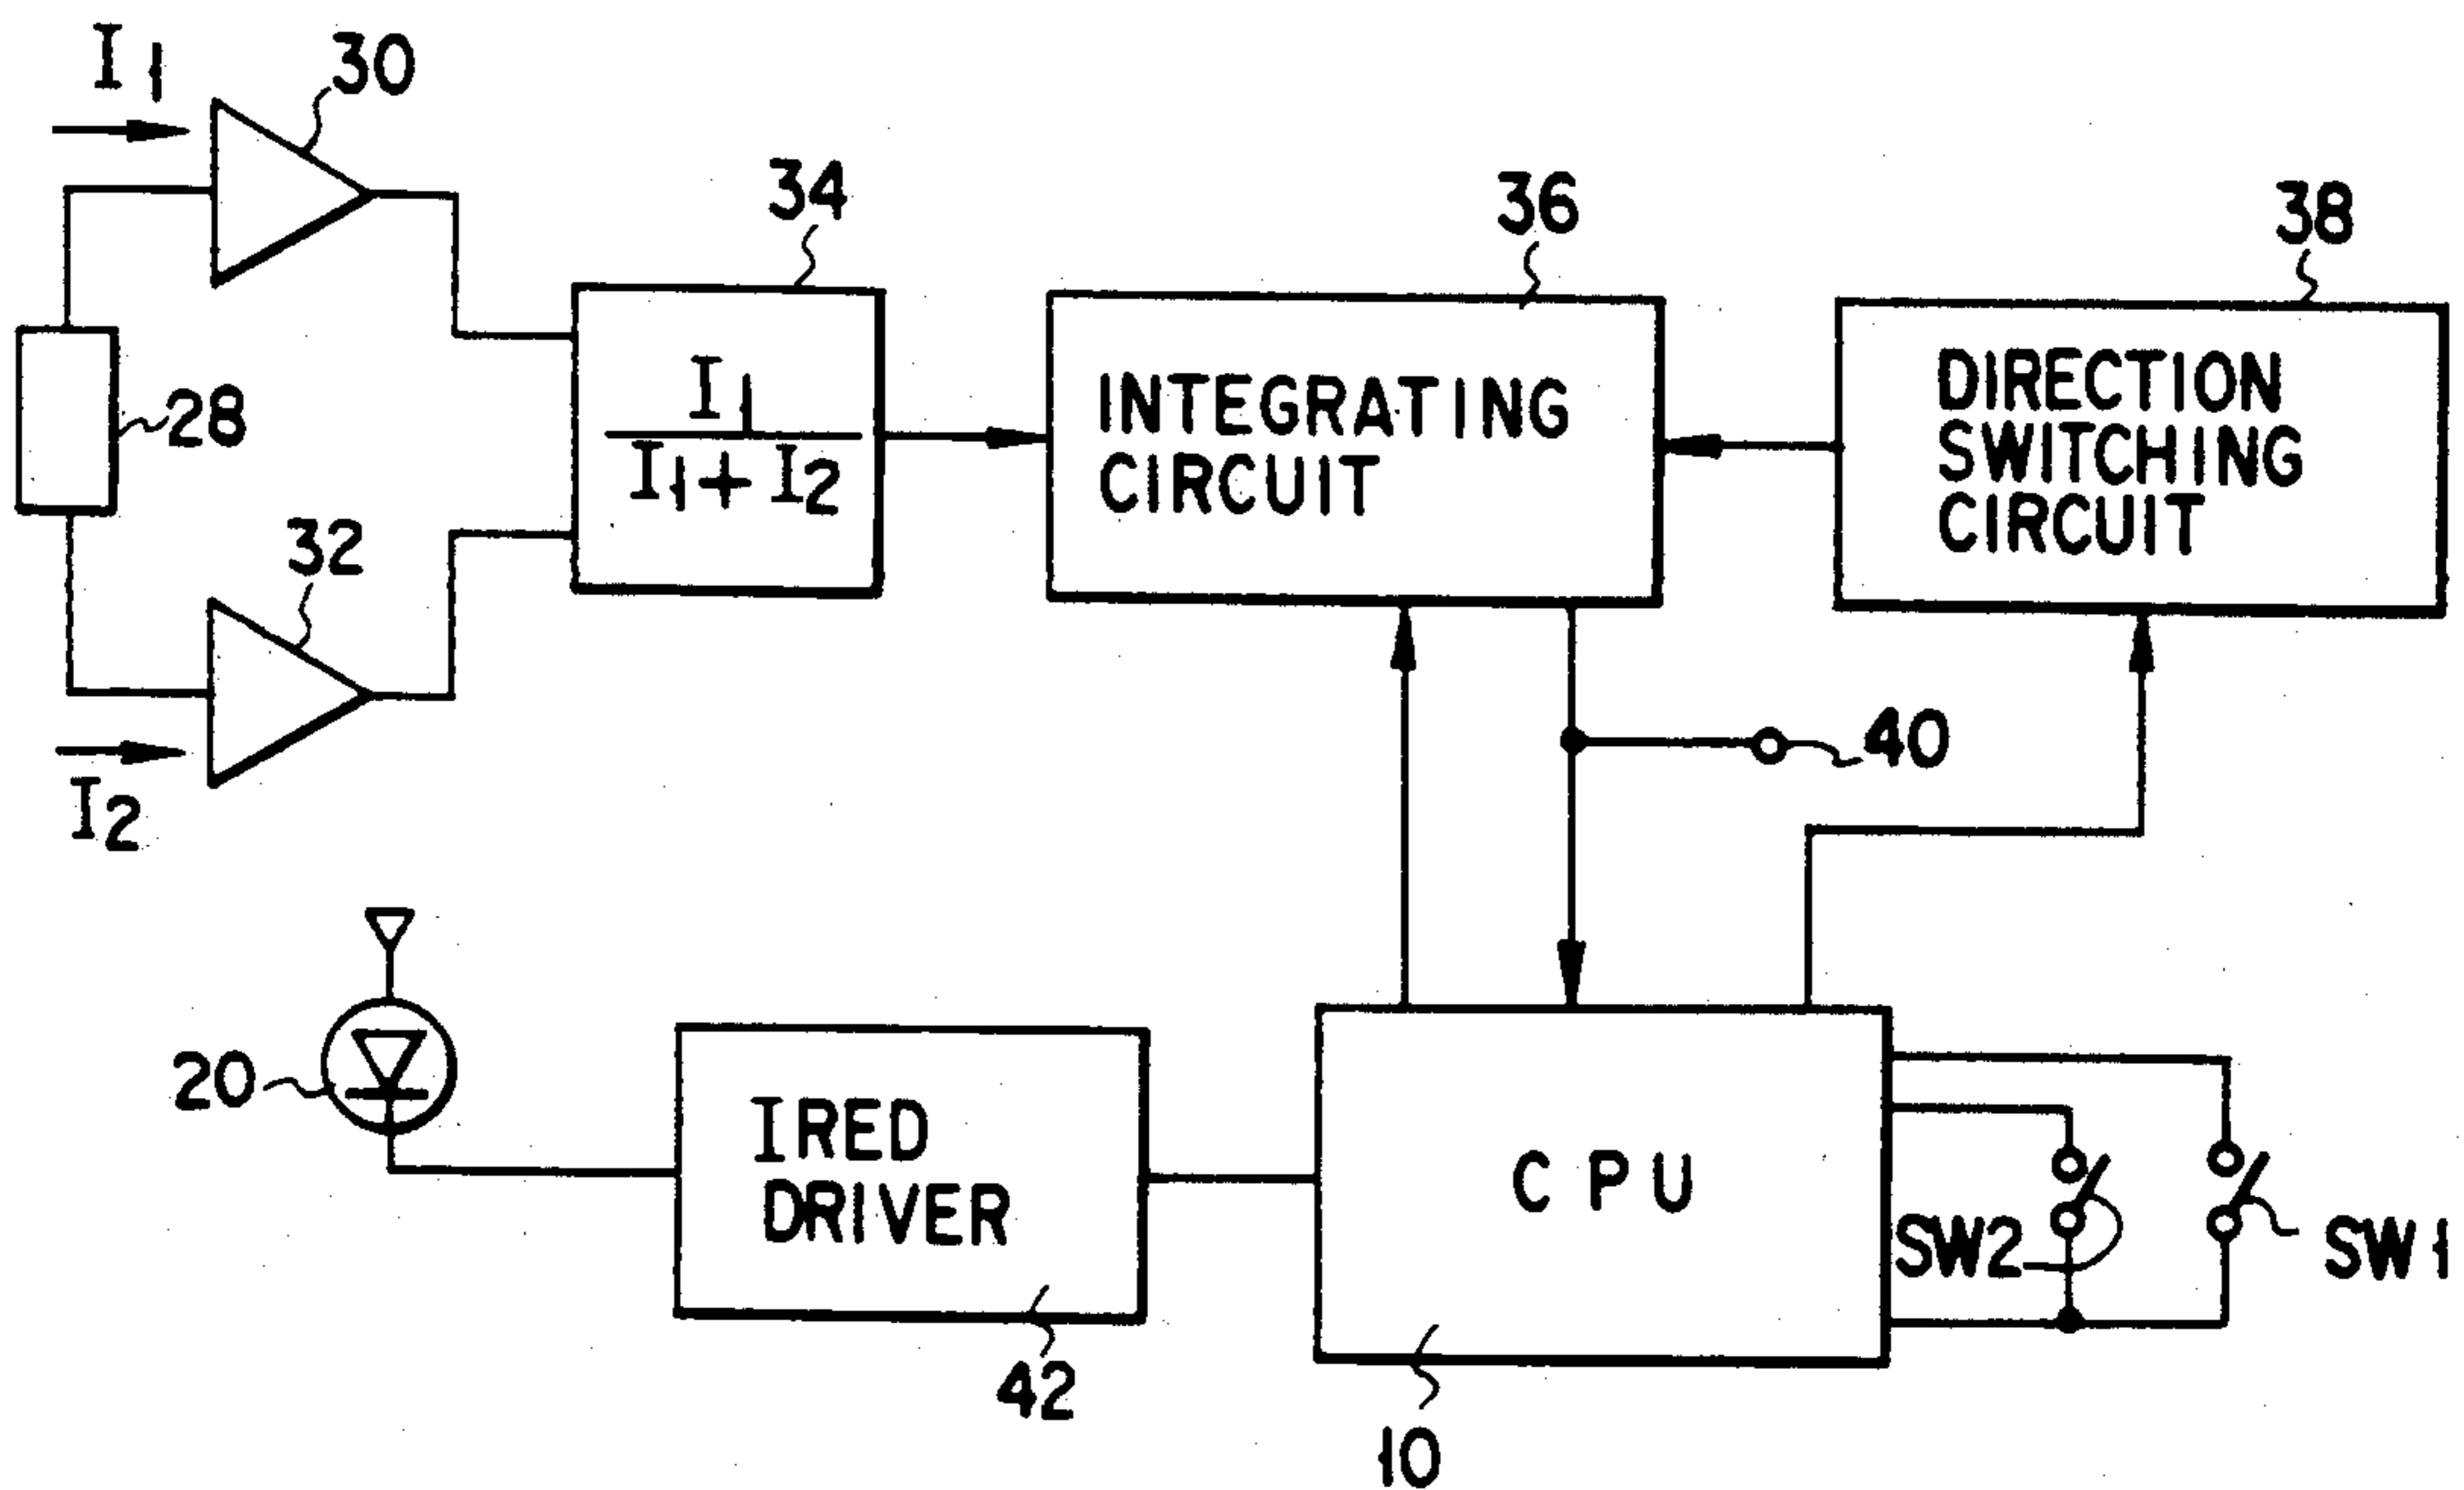 I1
30
34
36
38
I1
I1 + I2
INTEGRATING
CIRCUIT
DIRECTION
SWITCHING
CIRCUIT
28
32
I2
40
20
IRED
DRIVER
CPU
SW2
SW1
42
10